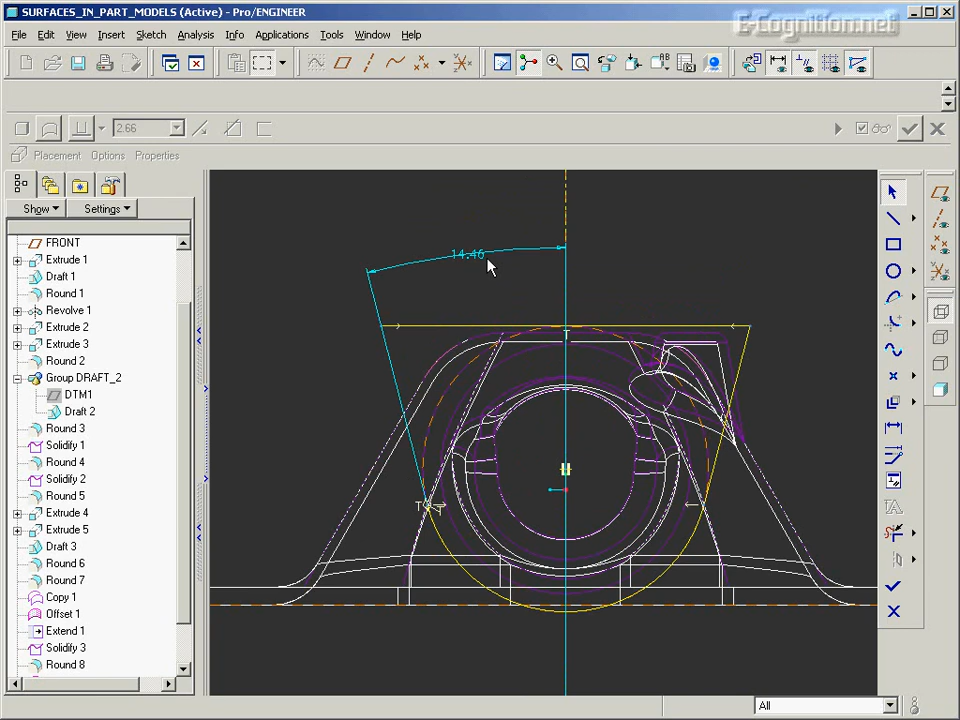 SURFACES_IN_PART_MODELS (Active) - Pro/ENGINEER
E-Cognition.net
File Edit View Insert Sketch Analysis Info Applications Tools Window Help
2.66
Placement Options Properties
Show Settings
FRONT
Extrude 1
Draft 1
Round 1
Revolve 1
Extrude 2
Extrude 3
Round 2
Group DRAFT_2
DTM1
Draft 2
Round 3
Solidify 1
Round 4
Solidify 2
Round 5
Extrude 4
Extrude 5
Draft 3
Round 6
Round 7
Copy 1
Offset 1
Extend 1
Solidify 3
Round 8
14.46
T
H
T
T
All